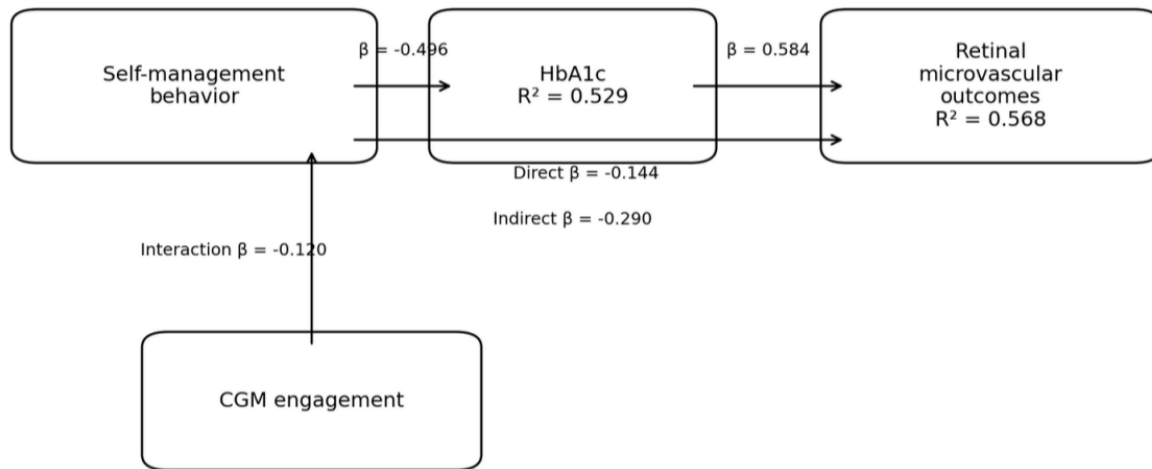 Self-management
behavior
β = -0.496
HbA1c
R² = 0.529
β = 0.584
Retinal
microvascular
outcomes
R² = 0.568
Direct β = -0.144
Indirect β = -0.290
Interaction β = -0.120
CGM engagement